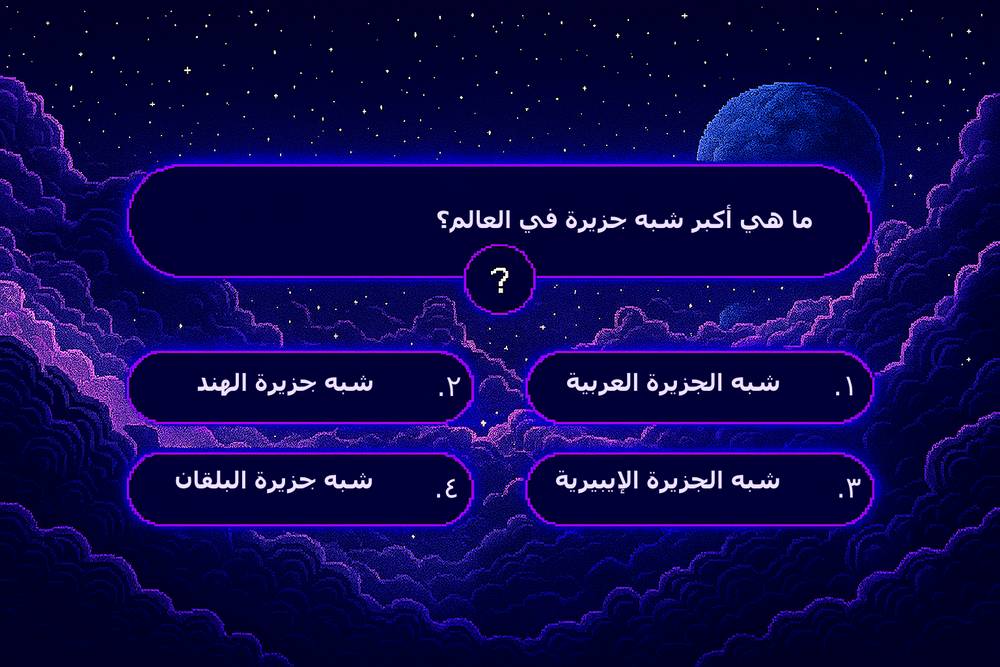 ما هي أكبر شبه جزيرة في العالم؟
?
١. شبه الجزيرة العربية
٢. شبه جزيرة الهند
٣. شبه الجزيرة الإيبيرية
٤. شبه جزيرة البلقان